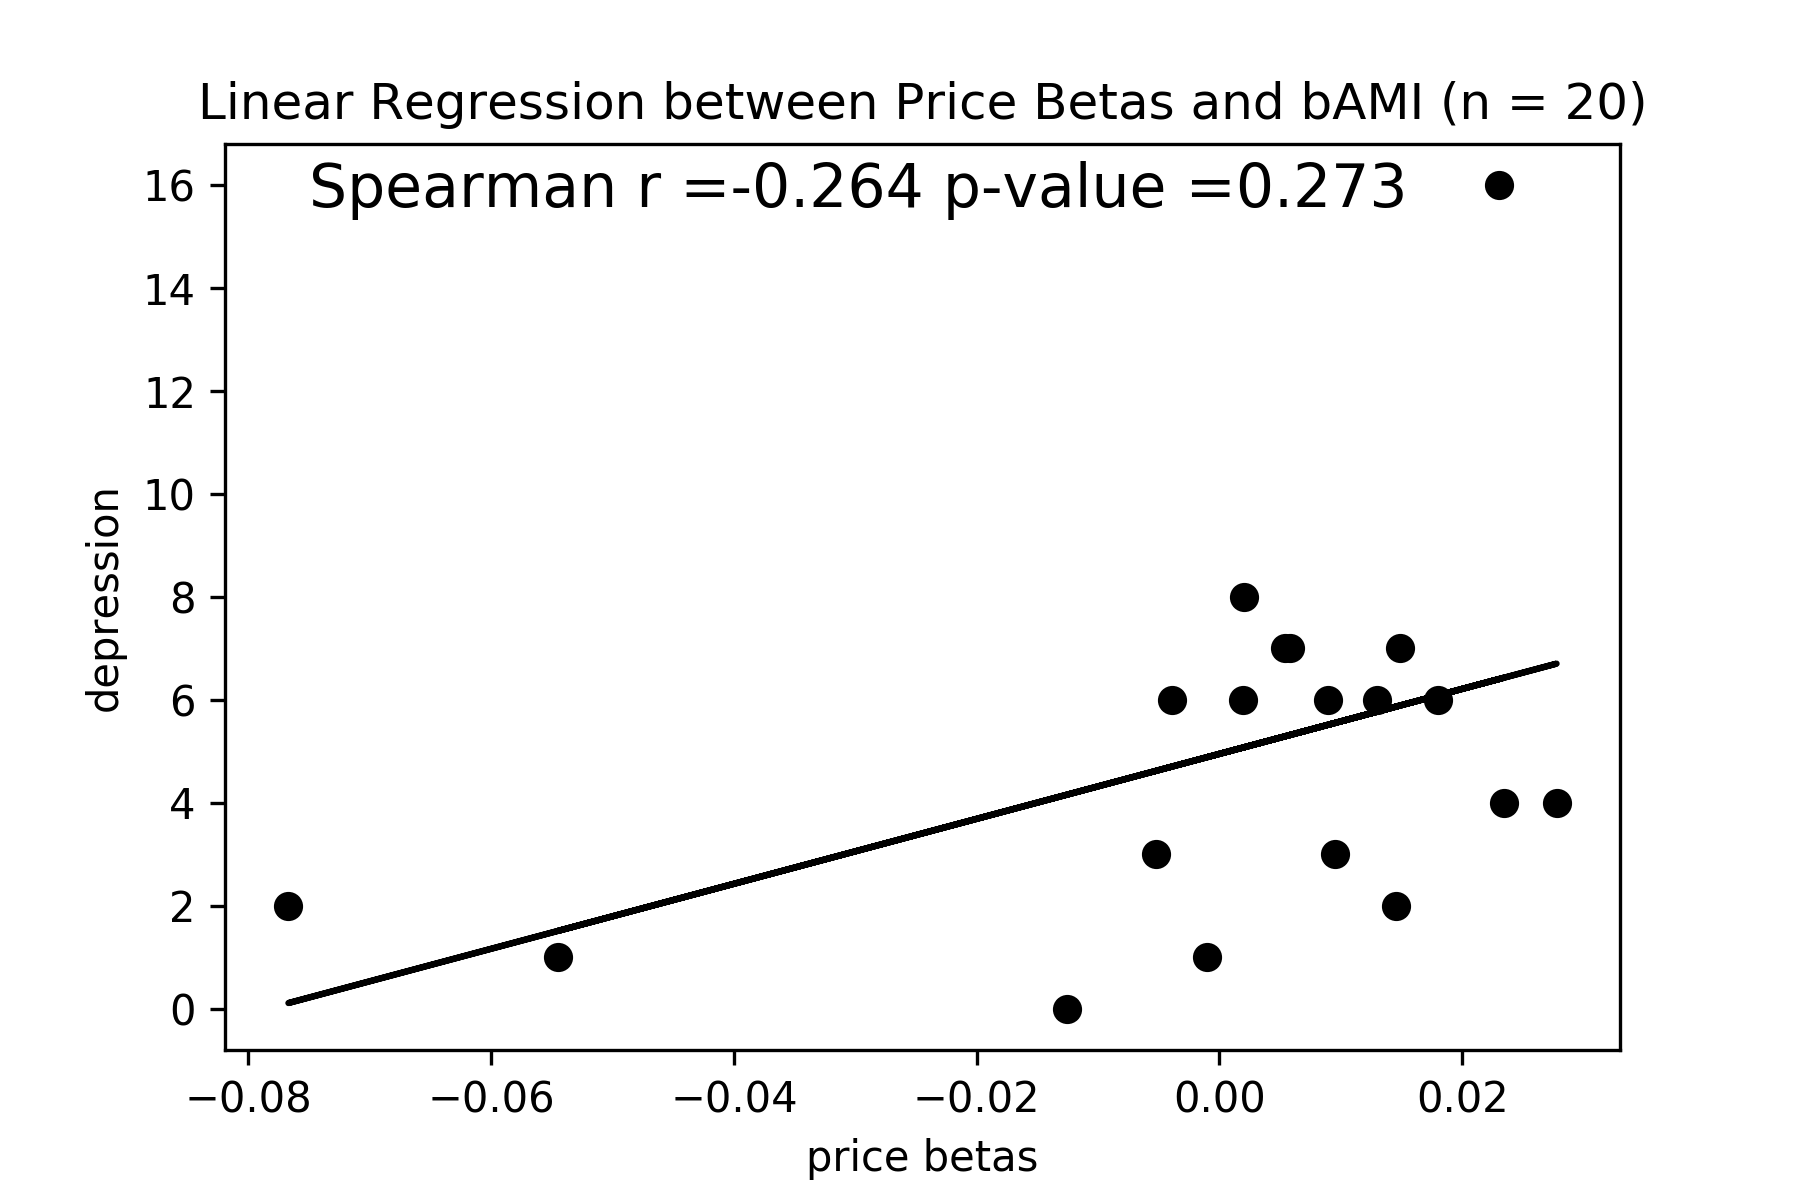 Linear Regression between Price Betas and bAMI (n = 20)
Spearman r =-0.264 p-value =0.273
16
14
12
10
8
6
4
2
0
depression
−0.08 −0.06 −0.04 −0.02 0.00 0.02
price betas